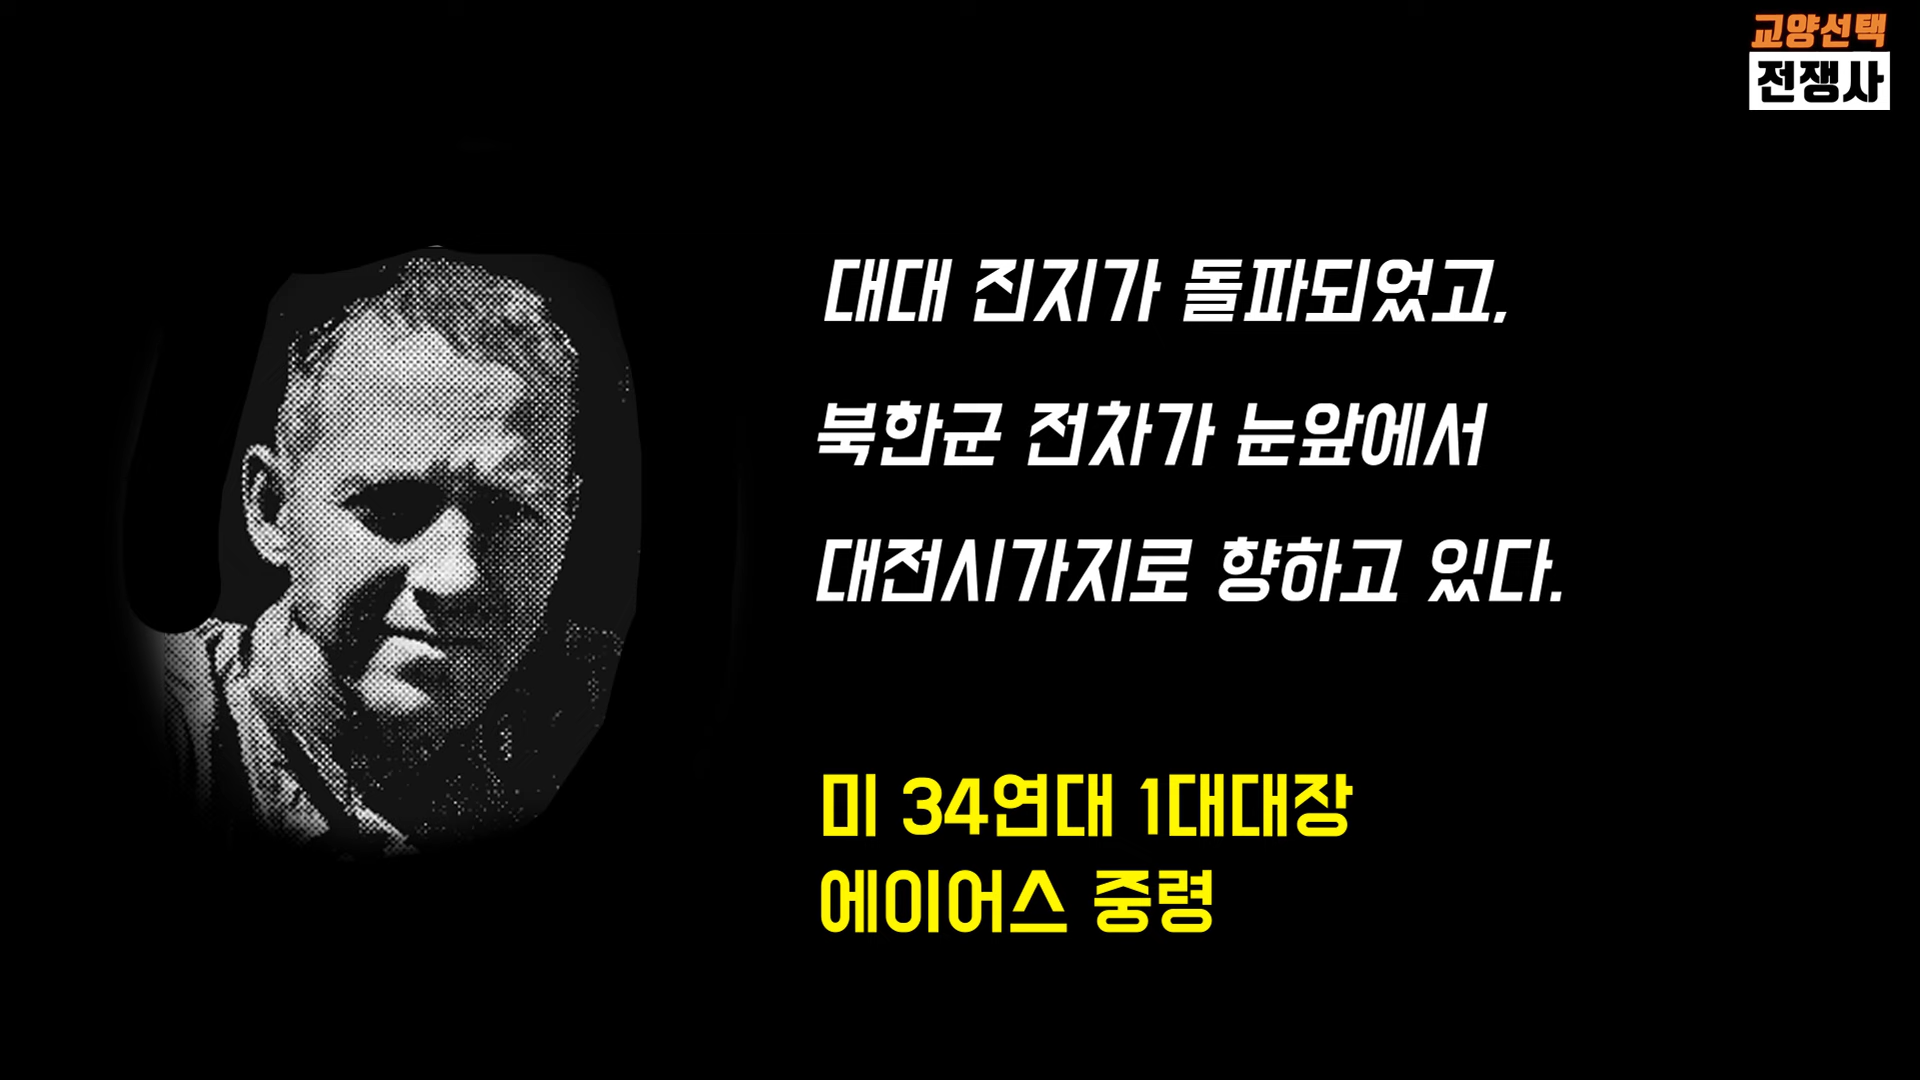 교양선택
전쟁사
대대 진지가 돌파되었고,
북한군 전차가 눈앞에서
대전시가지로 향하고 있다.
미 34연대 1대대장
에이어스 중령